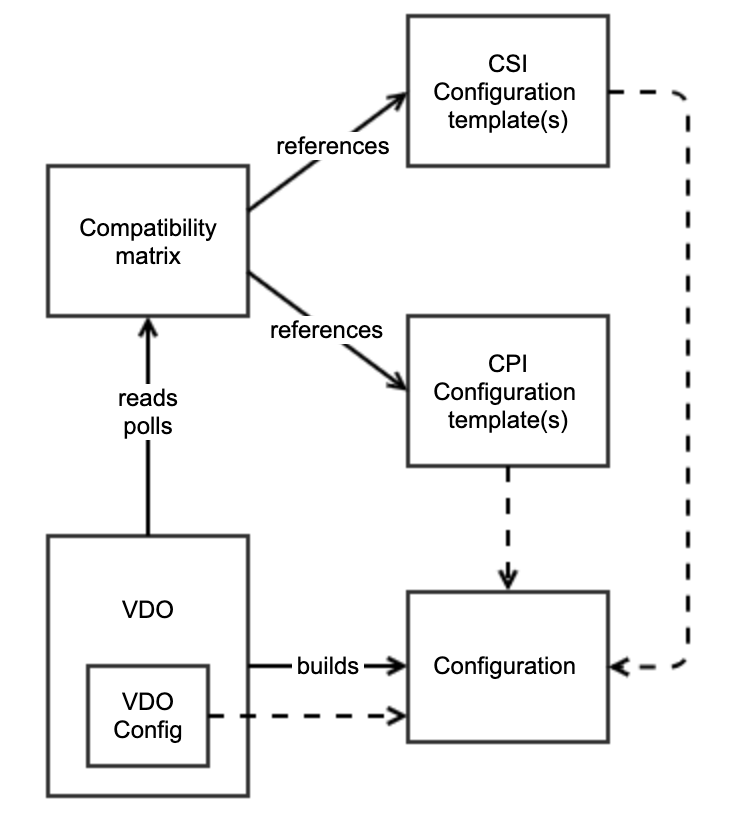 CSI
Configuration
template(s)
references
Compatibility
matrix
references
CPI
Configuration
template(s)
reads
polls
VDO
builds
Configuration
VDO
Config